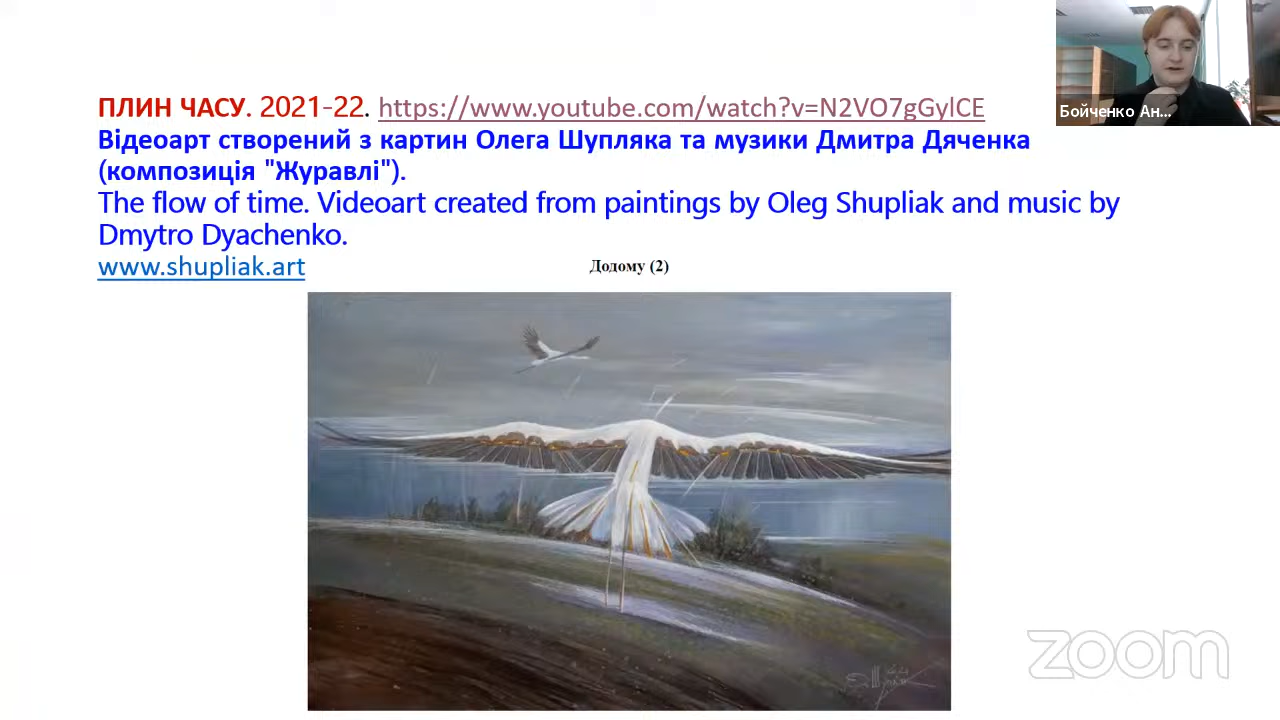 ПЛИН ЧАСУ. 2021-22. https://www.youtube.com/watch?v=N2VO7gGylCE
Відеоарт створений з картин Олега Шупляка та музики Дмитра Дяченка
(композиція "Журавлі").
The flow of time. Videoart created from paintings by Oleg Shupliak and music by
Dmytro Dyachenko.
www.shupliak.art
Додому (2)
Бойченко Ан...
zoom